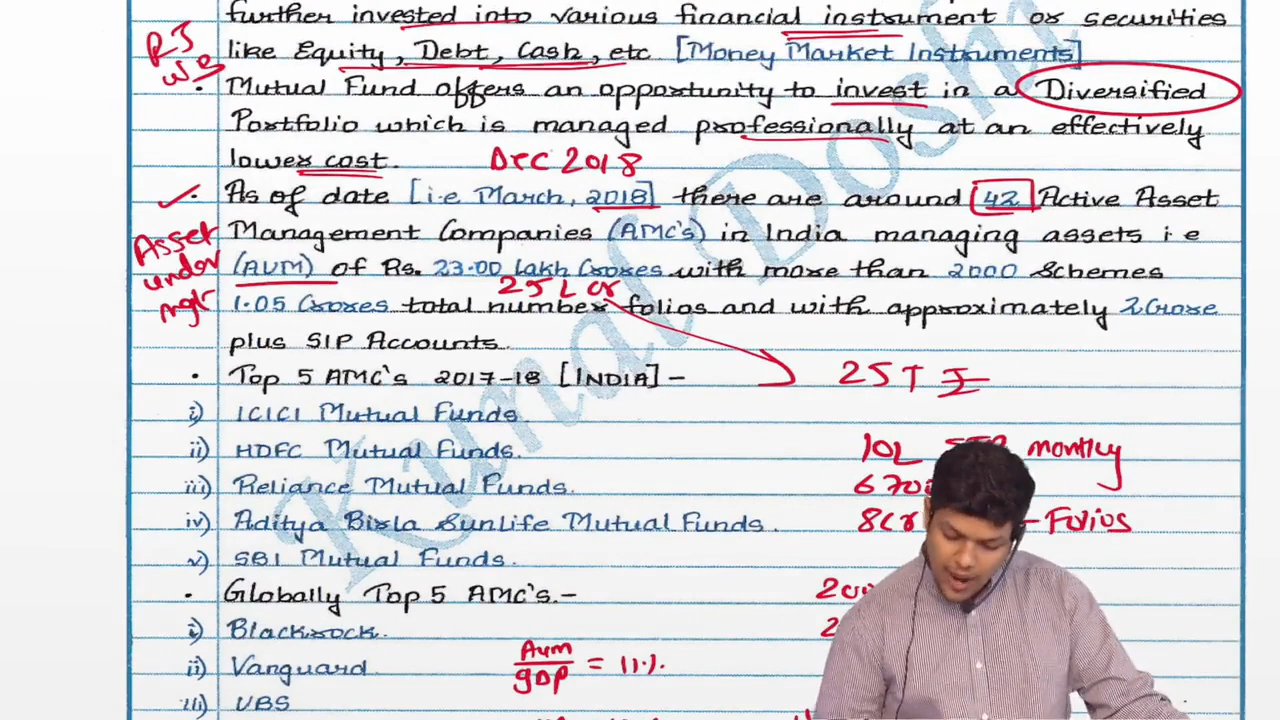 further invested into various financial instrument or securities
RJ
like Equity, Debt, Cash, etc. [Money Market Instruments]
• Mutual Fund offers an opportunity to invest in a Diversified
Portfolio which is managed professionally at an effectively
lower cost. Dec 2018
• As of date [i.e March, 2018] there are around 42 Active Asset
Asset Management Companies (AMC's) in India managing assets i e
under (AUM) of Rs. 23.00 Lakh Crores with more than 2000 Schemes
25 L Cr
mgt 1.05 Crores total number folios and with approximately 2 Crore
plus SIP Accounts.
• Top 5 AMC's 2017-18 [INDIA] - 25T
i) ICICI Mutual Funds.
ii) HDFC Mutual Funds. 10L monthly
iii) Reliance Mutual Funds.
iv) Aditya Birla Sunlife Mutual Funds. 8Cr - Folios
v) SBI Mutual Funds.
• Globally Top 5 AMC's.-
i) Blackrock.
ii) Vanguard. Aum/gDp = 11%
iii) UBS
Kunal Doshi